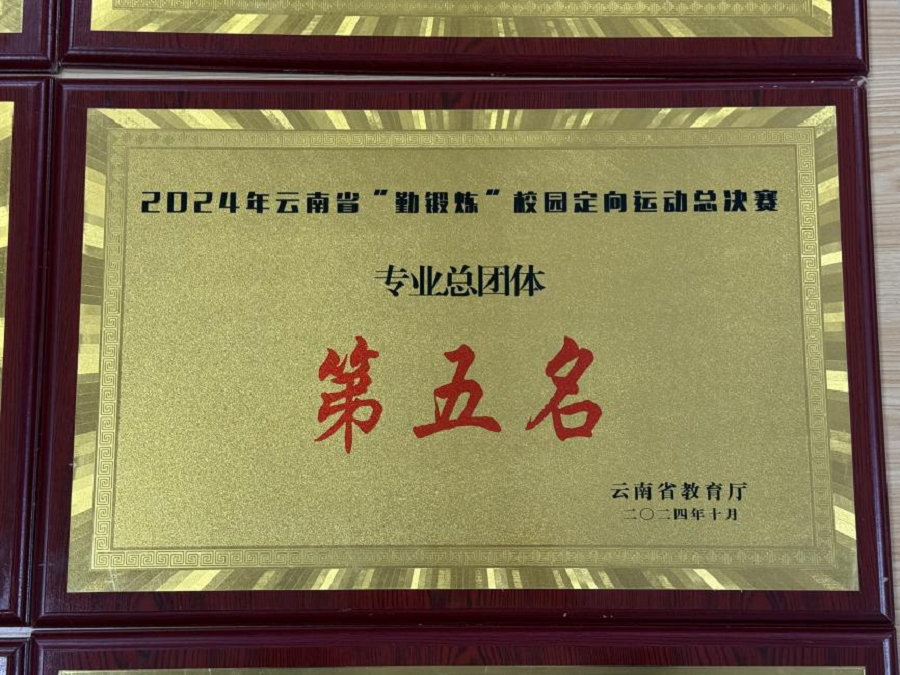 2024年云南省“勤锻炼”校园定向运动总决赛
专业总团体
第五名
云南省教育厅
二〇二四年十月